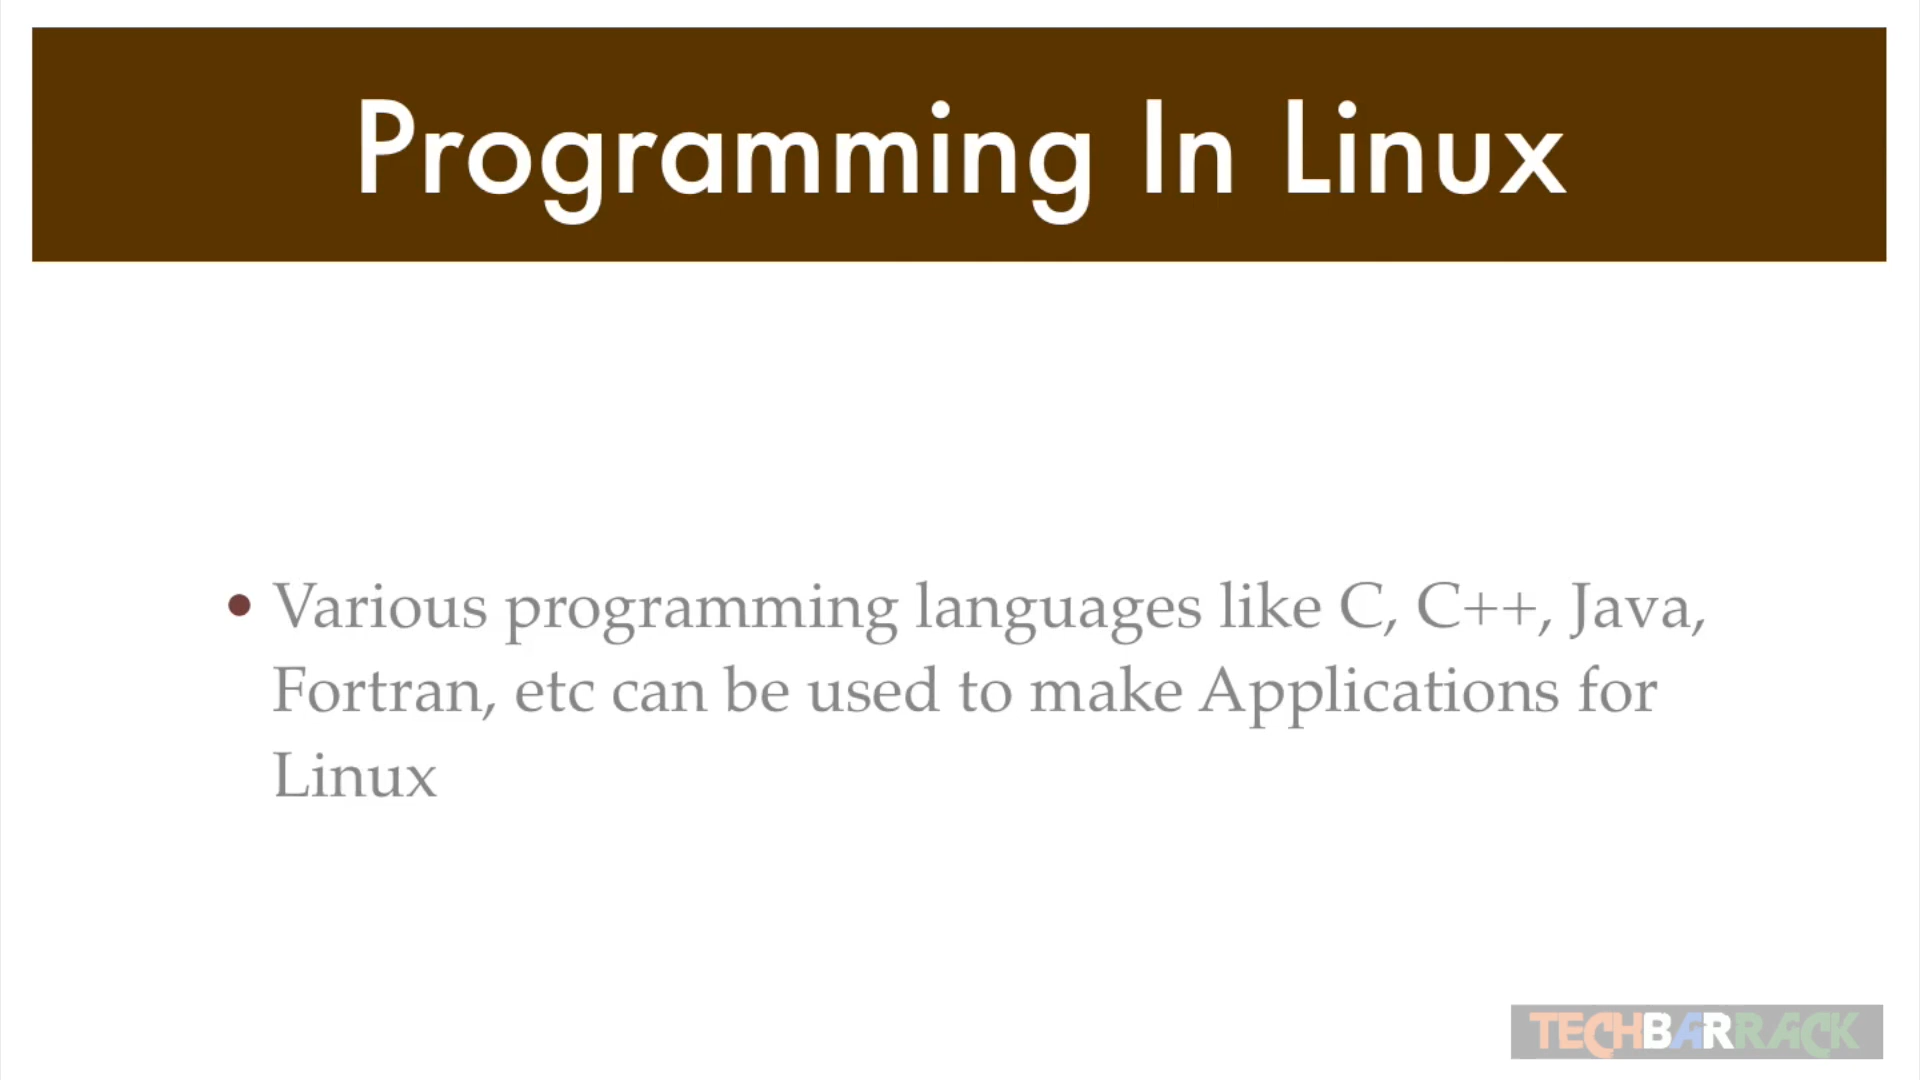 Programming In Linux
• Various programming languages like C, C++, Java,
Fortran, etc can be used to make Applications for
Linux
TECHBARRACK